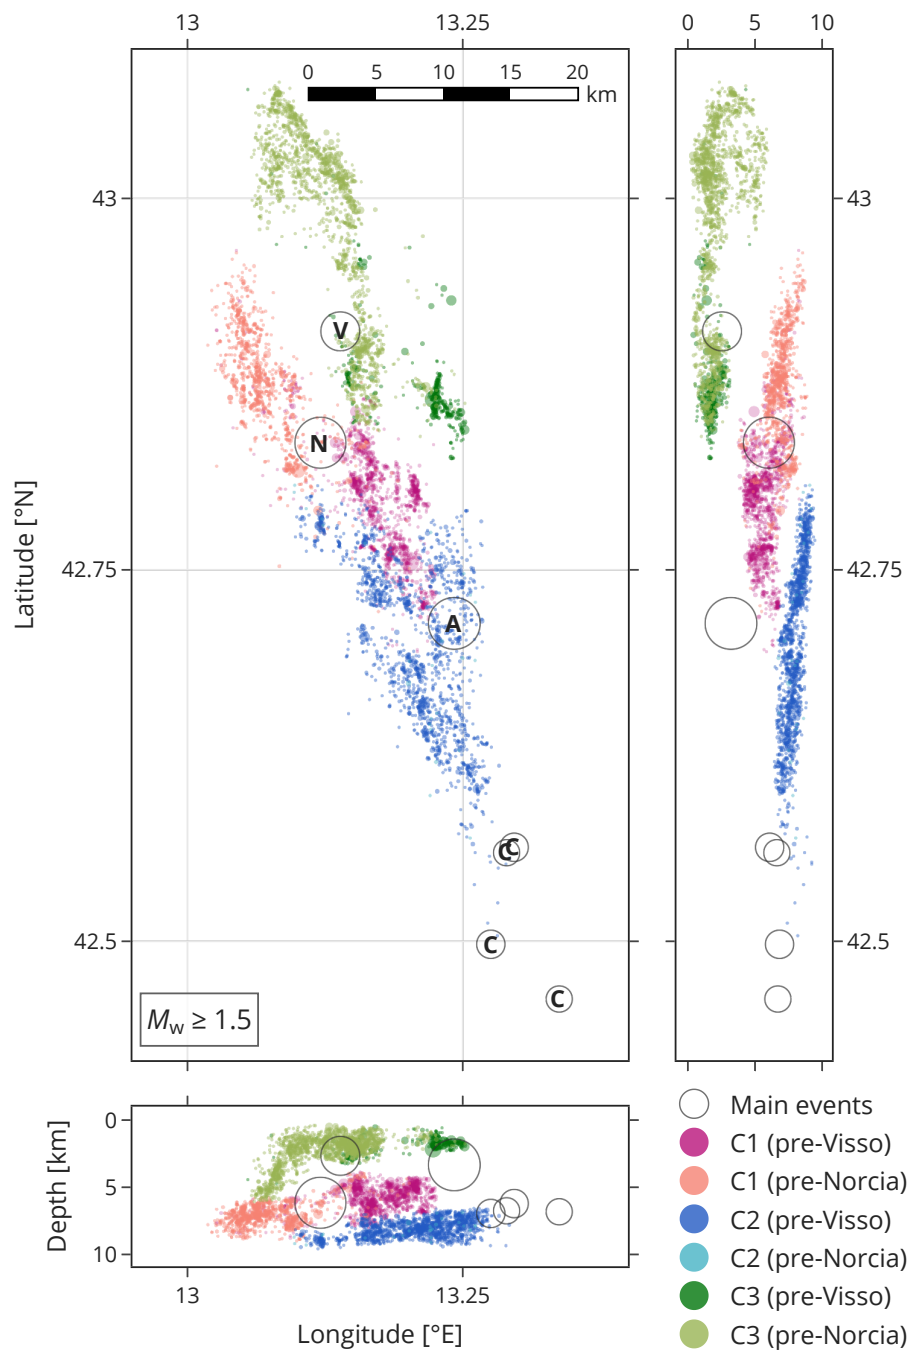 13 13.25 0 5 10
0 5 10 15 20
km
43 43
V
N
42.75 42.75
A
C
C
42.5 42.5
C
C
Latitude [°N]
Mw ≥ 1.5
Main events
0
C1 (pre-Visso)
C1 (pre-Norcia)
5
C2 (pre-Visso)
Depth [km]
C2 (pre-Norcia)
10
C3 (pre-Visso)
13 13.25
C3 (pre-Norcia)
Longitude [°E]